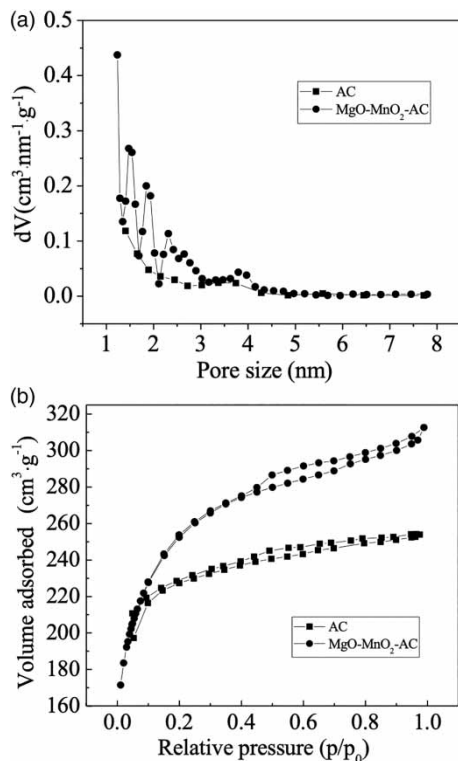 (a)
0.5
0.4
0.3
0.2
0.1
0.0
dV(cm³·nm⁻¹·g⁻¹)
AC
MgO-MnO₂-AC
1 2 3 4 5 6 7 8
Pore size (nm)
(b)
320
300
280
260
240
220
200
180
160
Volume adsorbed (cm³·g⁻¹)
AC
MgO-MnO₂-AC
0.0 0.2 0.4 0.6 0.8 1.0
Relative pressure (p/p₀)